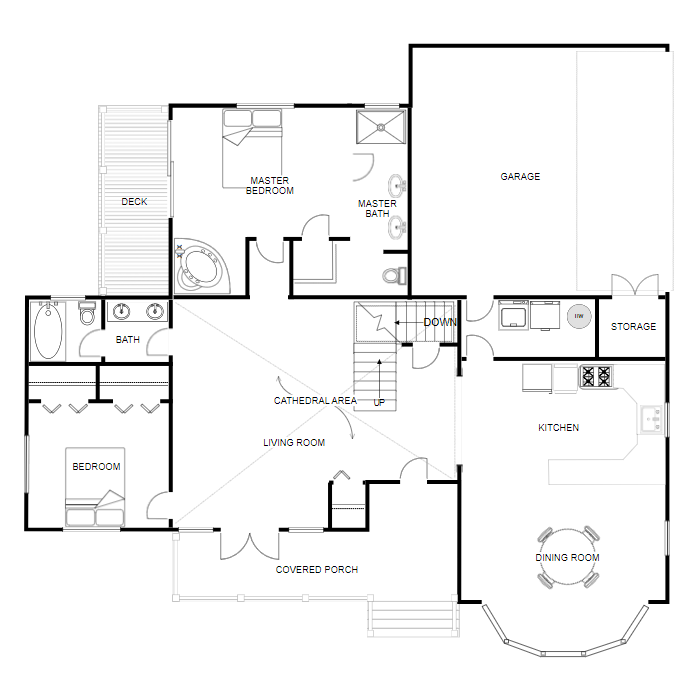 GARAGE
MASTER
BEDROOM
DECK
MASTER
BATH
DOWN
HW
STORAGE
BATH
CATHEDRAL AREA
UP
KITCHEN
LIVING ROOM
BEDROOM
DINING ROOM
COVERED PORCH